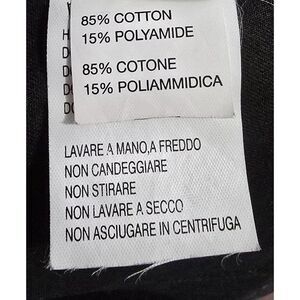 85% COTTON
15% POLYAMIDE
85% COTONE
15% POLIAMMIDICA
LAVARE A MANO,A FREDDO
NON CANDEGGIARE
NON STIRARE
NON LAVARE A SECCO
NON ASCIUGARE IN CENTRIFUGA